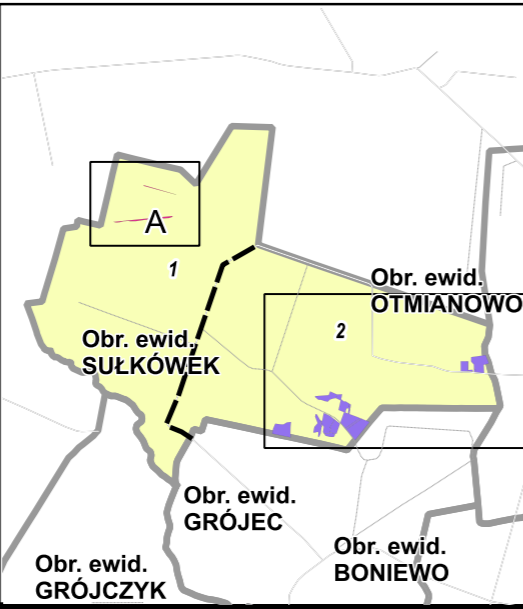 A
1
Obr. ewid.
OTMIANOWO
2
Obr. ewid.
SUŁKÓWEK
Obr. ewid.
GRÓJEC
Obr. ewid.
BONIEWO
Obr. ewid.
GRÓJCZYK